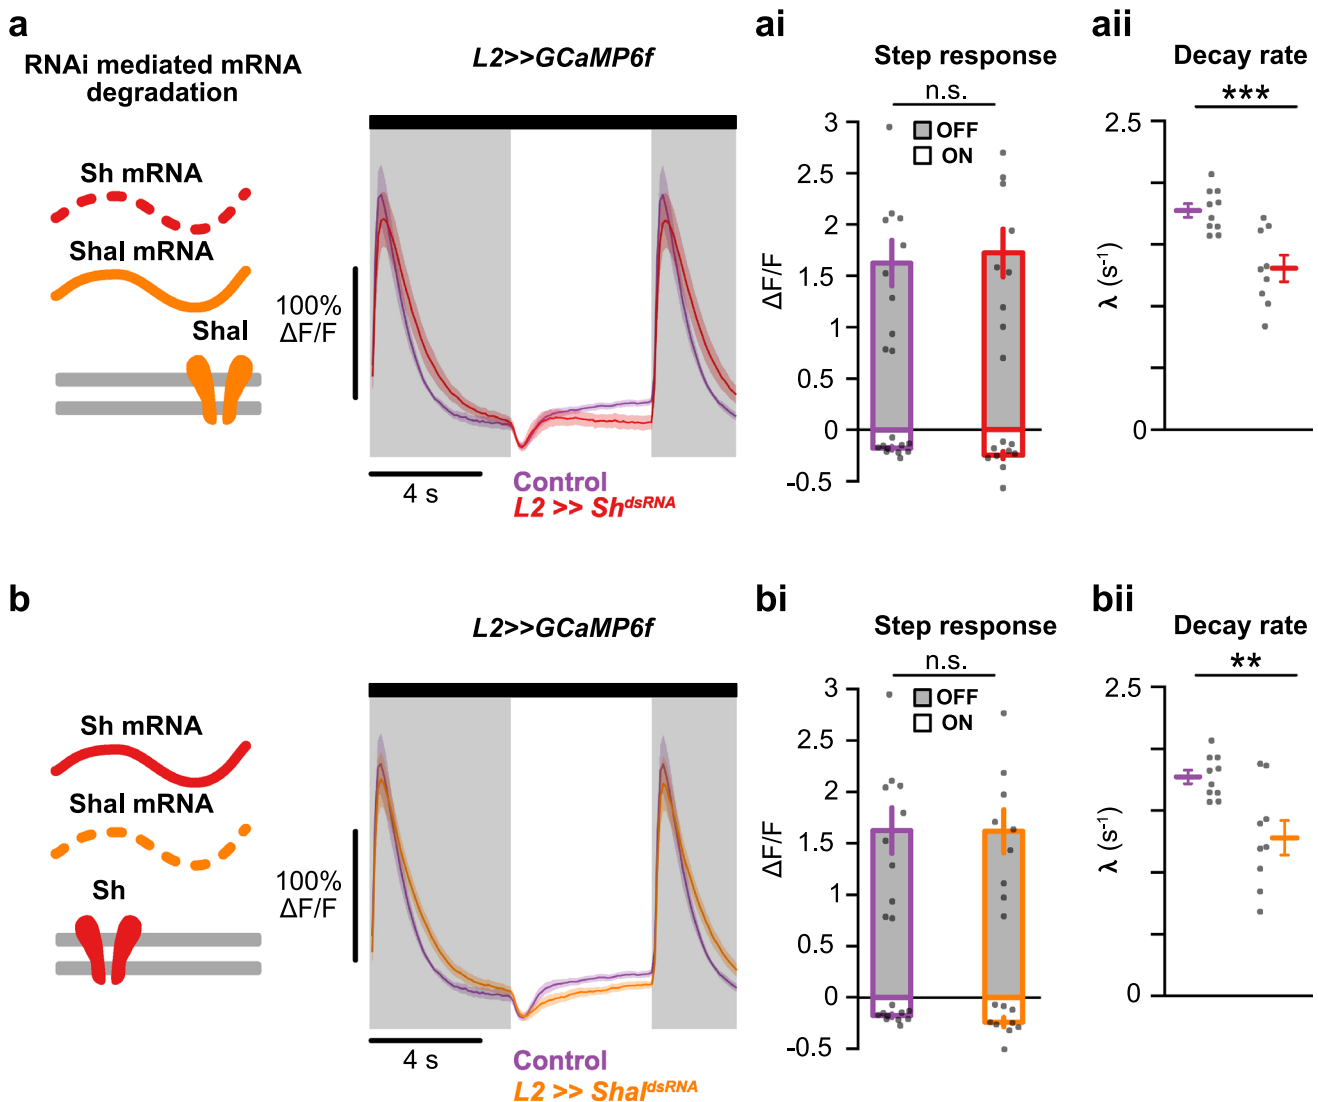 a
RNAi mediated mRNA
degradation
Sh mRNA
Shal mRNA
Shal
L2>>GCaMP6f
100%
ΔF/F
4 s
Control
L2 >> Sh^dsRNA
ai
Step response
n.s.
OFF
ON
3
2.5
2
1.5
1
0.5
0
-0.5
ΔF/F
aii
Decay rate
***
2.5
0
λ (s⁻¹)
b
Sh mRNA
Shal mRNA
Sh
L2>>GCaMP6f
100%
ΔF/F
4 s
Control
L2 >> Shal^dsRNA
bi
Step response
n.s.
OFF
ON
3
2.5
2
1.5
1
0.5
0
-0.5
ΔF/F
bii
Decay rate
**
2.5
0
λ (s⁻¹)